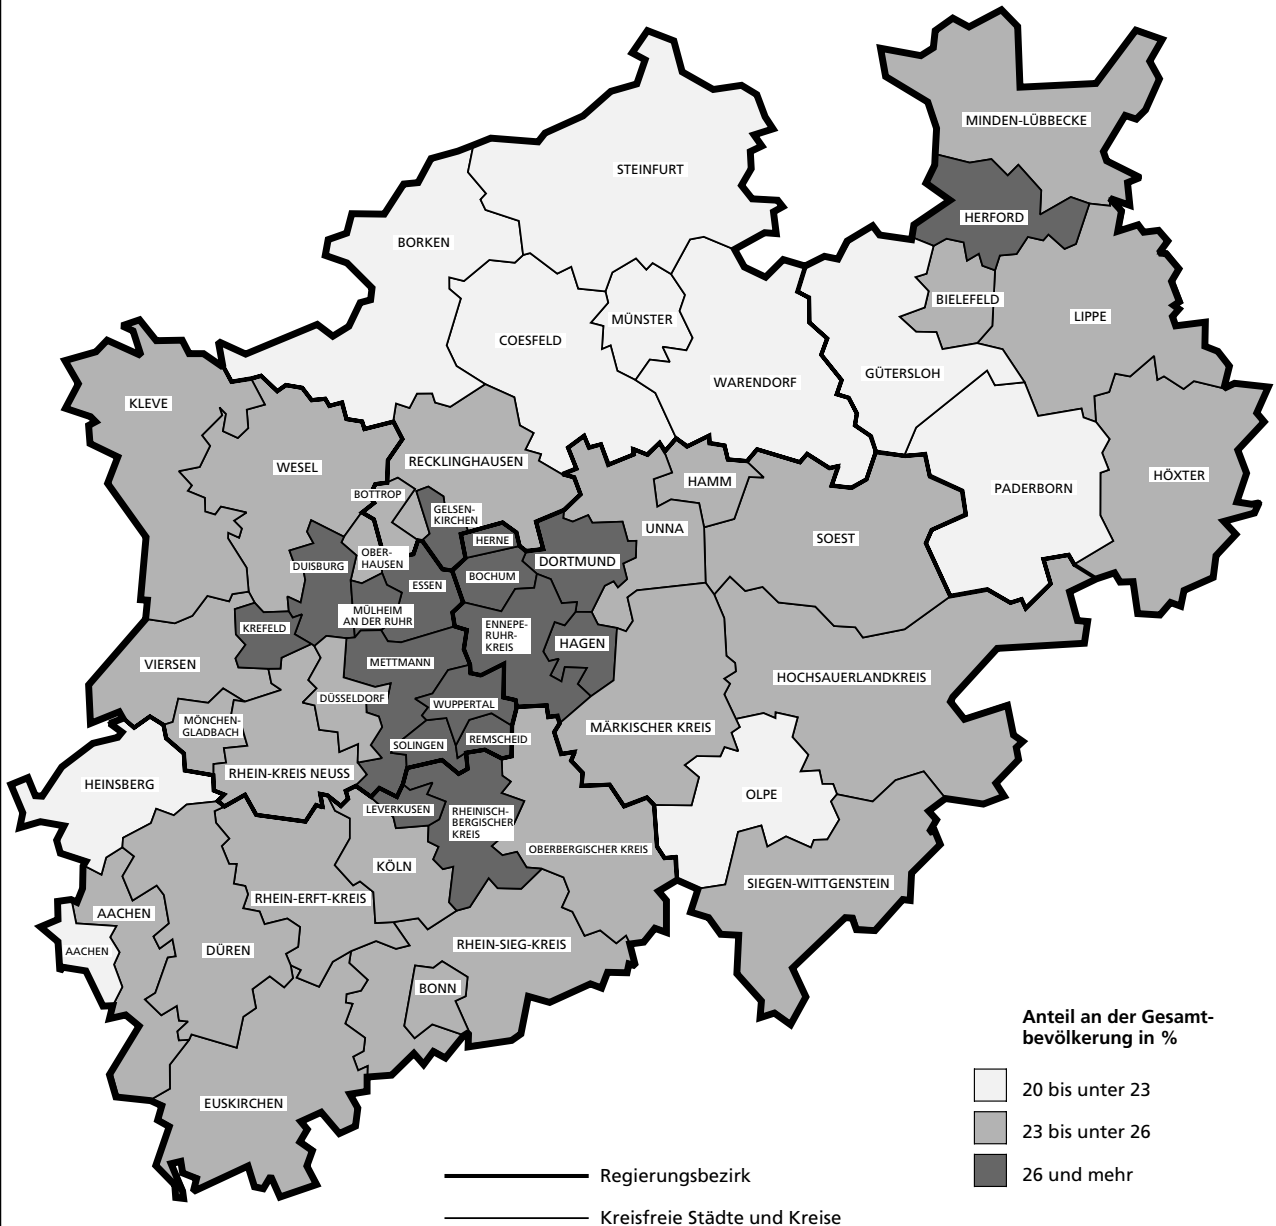 MINDEN-LÜBBECKE
STEINFURT
HERFORD
BORKEN
BIELEFELD
LIPPE
MÜNSTER
COESFELD
GÜTERSLOH
WARENDORF
KLEVE
RECKLINGHAUSEN
WESEL
HÖXTER
HAMM
PADERBORN
BOTTROP
GELSEN-
KIRCHEN
UNNA
SOEST
HERNE
OBER-
HAUSEN
DORTMUND
DUISBURG
BOCHUM
ESSEN
MÜLHEIM
AN DER RUHR
KREFELD
ENNEPE-
RUHR-
KREIS
HAGEN
METTMANN
VIERSEN
HOCHSAUERLANDKREIS
DÜSSELDORF
WUPPERTAL
MÖNCHEN-
GLADBACH
MÄRKISCHER KREIS
REMSCHEID
SOLINGEN
RHEIN-KREIS NEUSS
HEINSBERG
OLPE
LEVERKUSEN
RHEINISCH-
BERGISCHER
KREIS
OBERBERGISCHER KREIS
KÖLN
SIEGEN-WITTGENSTEIN
RHEIN-ERFT-KREIS
AACHEN
RHEIN-SIEG-KREIS
AACHEN
DÜREN
BONN
EUSKIRCHEN
Anteil an der Gesamt-
bevölkerung in %
20 bis unter 23
23 bis unter 26
26 und mehr
Regierungsbezirk
Kreisfreie Städte und Kreise